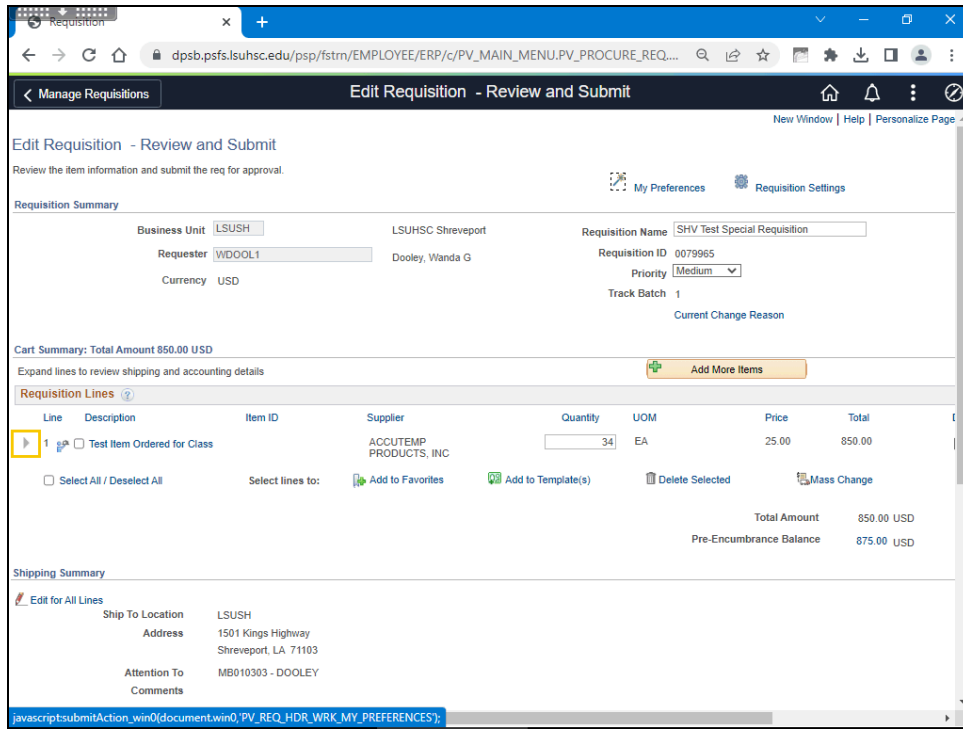 Requisition
dpsb.psfs.lsuhsc.edu/psp/fstrn/EMPLOYEE/ERP/c/PV_MAIN_MENU.PV_PROCURE_REQ....
Manage Requisitions
Edit Requisition - Review and Submit
New Window | Help | Personalize Page
Edit Requisition - Review and Submit
Review the item information and submit the req for approval.
My Preferences
Requisition Settings
Requisition Summary
Business Unit LSUSH LSUHSC Shreveport Requisition Name SHV Test Special Requisition
Requester WDOOL1 Dooley, Wanda G Requisition ID 0079965
Priority Medium
Currency USD
Track Batch 1
Current Change Reason
Cart Summary: Total Amount 850.00 USD
Expand lines to review shipping and accounting details
Add More Items
Requisition Lines ?
Line Description Item ID Supplier Quantity UOM Price Total
1 Test Item Ordered for Class ACCUTEMP PRODUCTS, INC 34 EA 25.00 850.00
Select All / Deselect All Select lines to: Add to Favorites Add to Template(s) Delete Selected Mass Change
Total Amount 850.00 USD
Pre-Encumbrance Balance 875.00 USD
Shipping Summary
Edit for All Lines
Ship To Location LSUSH
Address 1501 Kings Highway
Shreveport, LA 71103
Attention To MB010303 - DOOLEY
Comments
javascript:submitAction_win0(document.win0,'PV_REQ_HDR_WRK_MY_PREFERENCES');